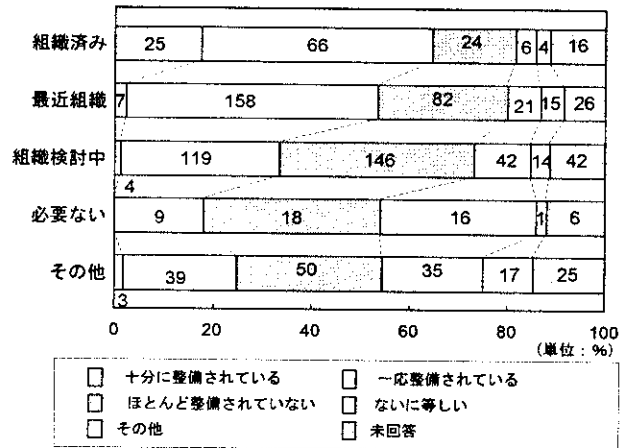 組織済み 25 66 24 6 4 16
最近組織 7 158 82 21 15 26
組織検討中 119 146 42 14 42
4
必要ない 9 18 16 1 6
その他 39 50 35 17 25
3
0 20 40 60 80 100
(単位：%)
十分に整備されている 一応整備されている
ほとんど整備されていない ないに等しい
その他 未回答